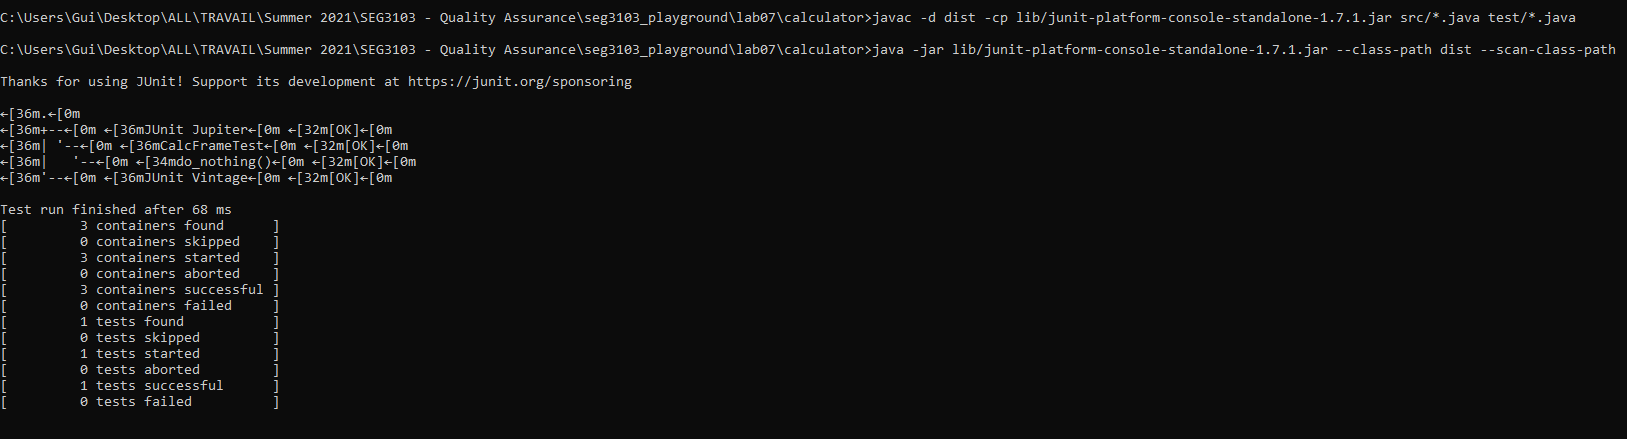 C:\Users\Gui\Desktop\ALL\TRAVAIL\Summer 2021\SEG3103 - Quality Assurance\seg3103_playground\lab07\calculator>javac -d dist -cp lib/junit-platform-console-standalone-1.7.1.jar src/*.java test/*.java
C:\Users\Gui\Desktop\ALL\TRAVAIL\Summer 2021\SEG3103 - Quality Assurance\seg3103_playground\lab07\calculator>java -jar lib/junit-platform-console-standalone-1.7.1.jar --class-path dist --scan-class-path
Thanks for using JUnit! Support its development at https://junit.org/sponsoring
←[36m.←[0m
←[36m+--←[0m ←[36mJUnit Jupiter←[0m ←[32m[OK]←[0m
←[36m| '--←[0m ←[36mCalcFrameTest←[0m ←[32m[OK]←[0m
←[36m|   '--←[0m ←[34mdo_nothing()←[0m ←[32m[OK]←[0m
←[36m'--←[0m ←[36mJUnit Vintage←[0m ←[32m[OK]←[0m
Test run finished after 68 ms
[         3 containers found      ]
[         0 containers skipped    ]
[         3 containers started    ]
[         0 containers aborted    ]
[         3 containers successful ]
[         0 containers failed     ]
[         1 tests found           ]
[         0 tests skipped         ]
[         1 tests started         ]
[         0 tests aborted         ]
[         1 tests successful      ]
[         0 tests failed          ]